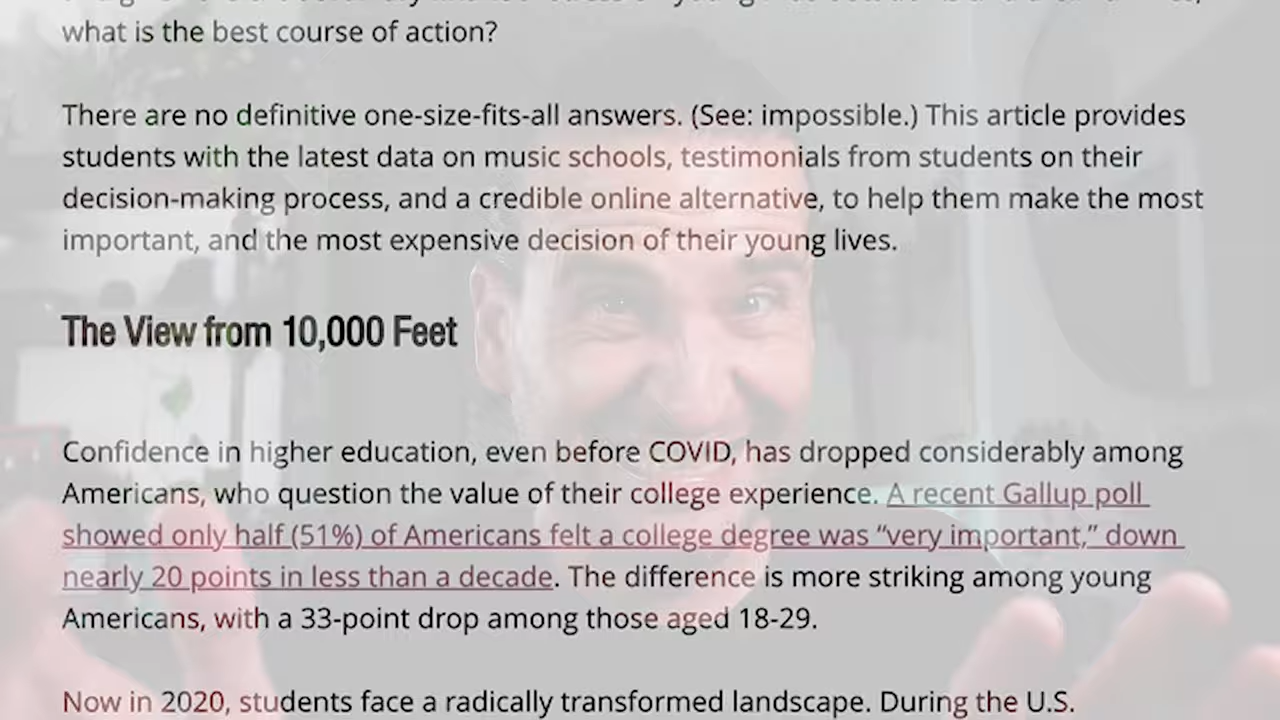 what is the best course of action?
There are no definitive one-size-fits-all answers. (See: impossible.) This article provides
students with the latest data on music schools, testimonials from students on their
decision-making process, and a credible online alternative, to help them make the most
important, and the most expensive decision of their young lives.
The View from 10,000 Feet
Confidence in higher education, even before COVID, has dropped considerably among
Americans, who question the value of their college experience. A recent Gallup poll
showed only half (51%) of Americans felt a college degree was “very important,” down
nearly 20 points in less than a decade. The difference is more striking among young
Americans, with a 33-point drop among those aged 18-29.
Now in 2020, students face a radically transformed landscape. During the U.S.